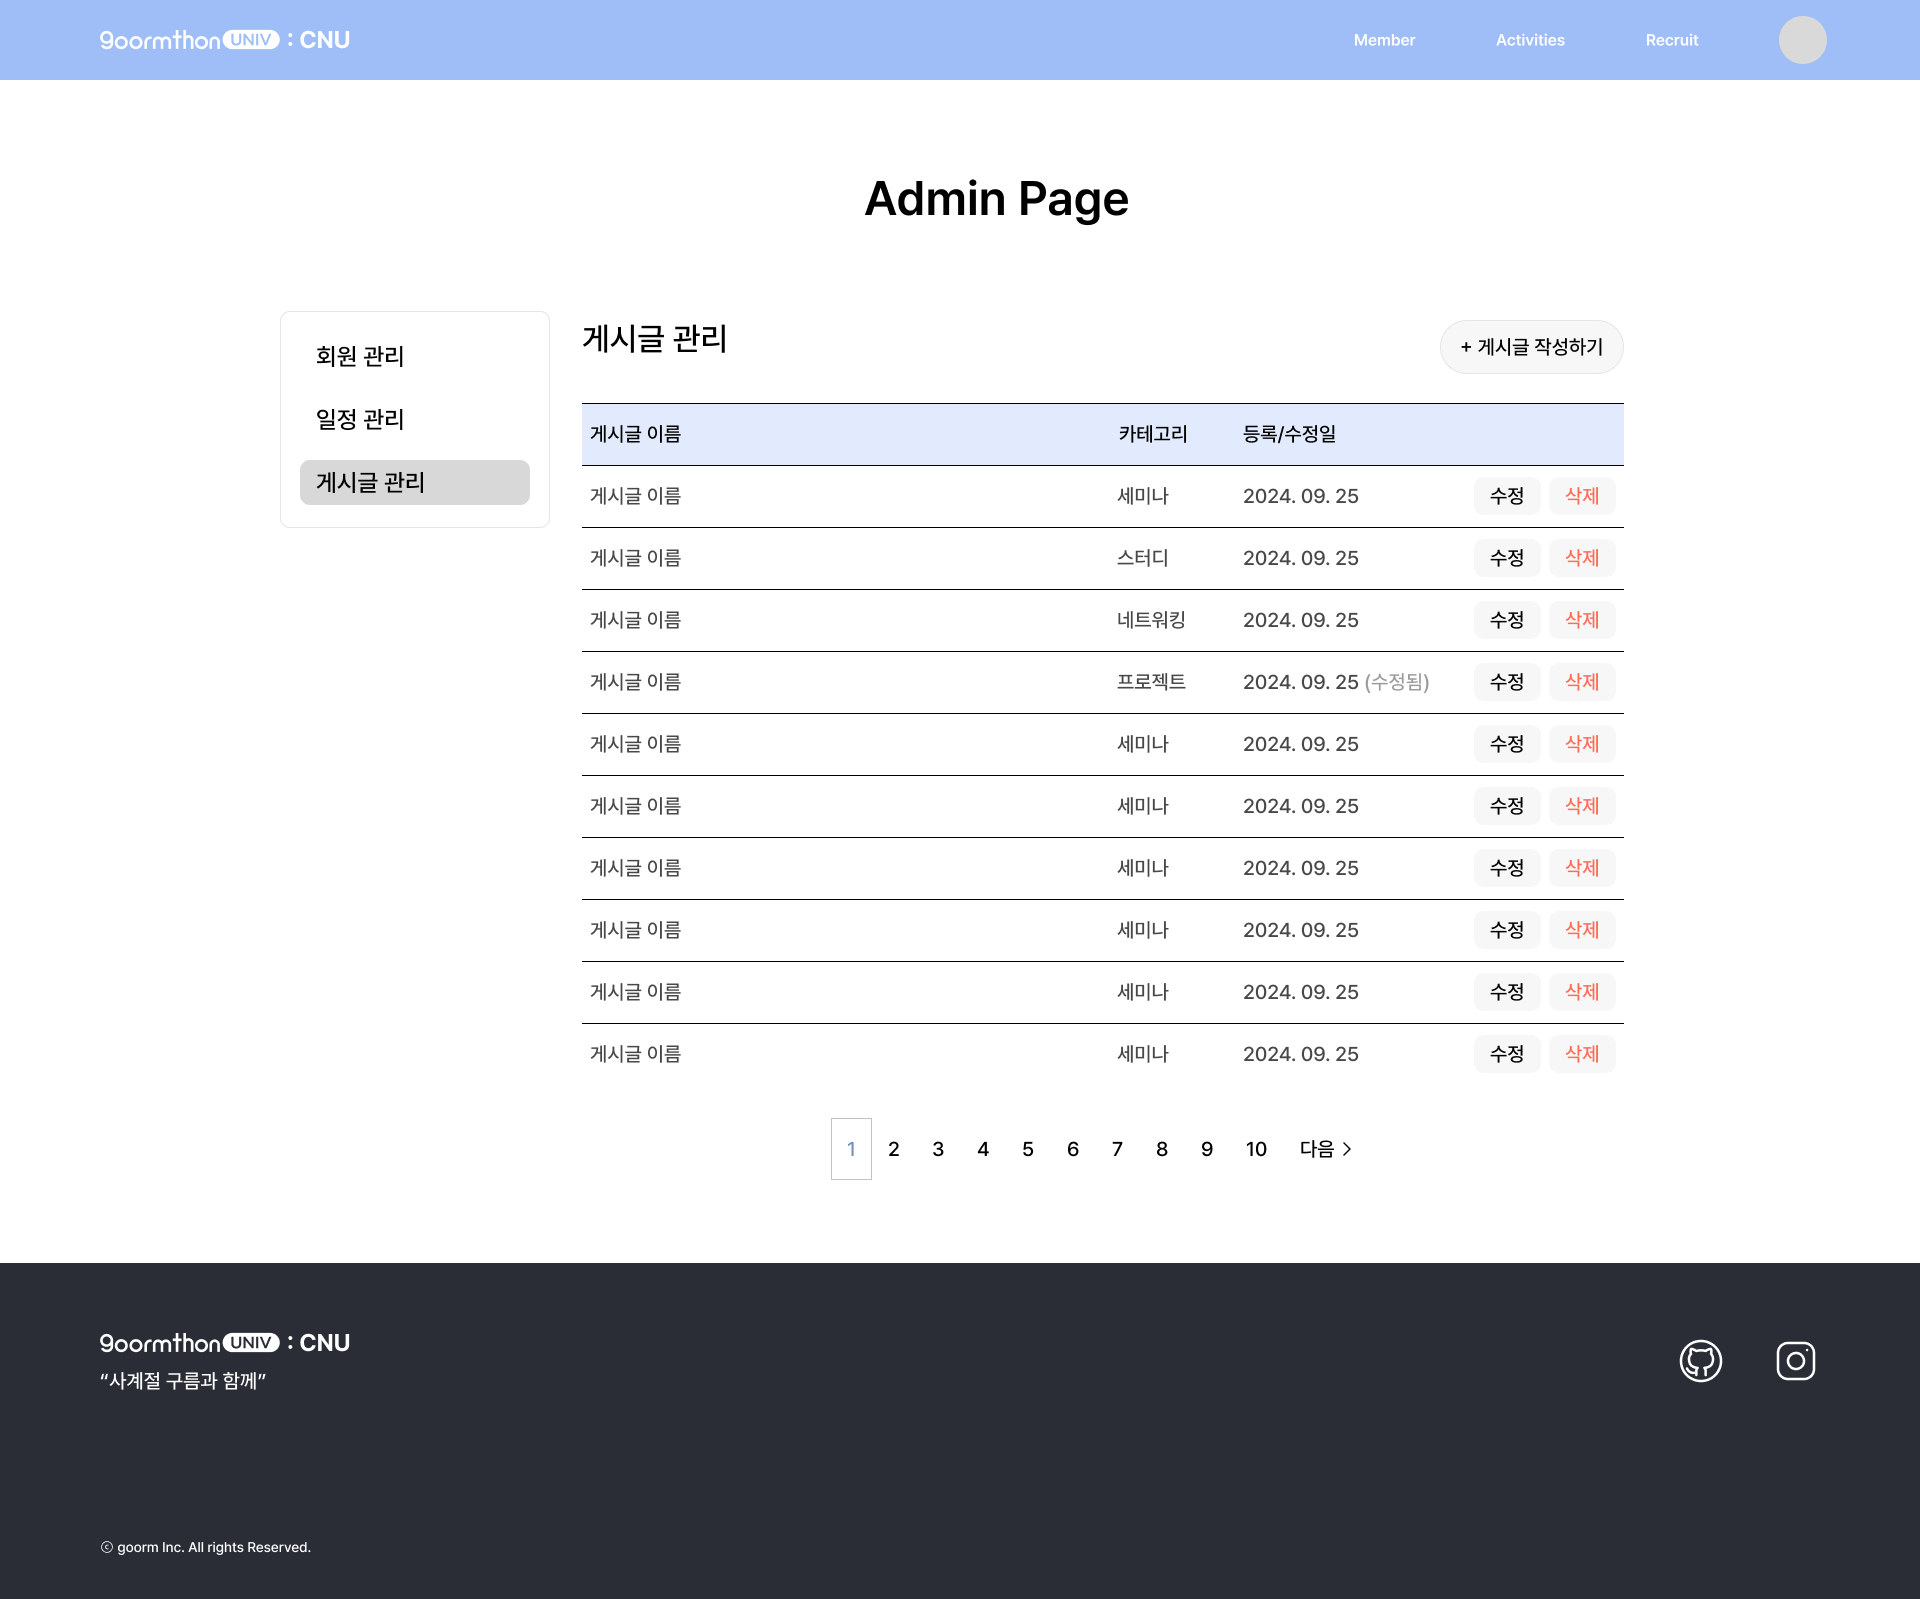 goormthon UNIV : CNU
Member Activities Recruit
Admin Page
회원 관리
일정 관리
게시글 관리
게시글 관리
+ 게시글 작성하기
게시글 이름 카테고리 등록/수정일
게시글 이름 세미나 2024. 09. 25 수정 삭제
게시글 이름 스터디 2024. 09. 25 수정 삭제
게시글 이름 네트워킹 2024. 09. 25 수정 삭제
게시글 이름 프로젝트 2024. 09. 25 (수정됨) 수정 삭제
게시글 이름 세미나 2024. 09. 25 수정 삭제
게시글 이름 세미나 2024. 09. 25 수정 삭제
게시글 이름 세미나 2024. 09. 25 수정 삭제
게시글 이름 세미나 2024. 09. 25 수정 삭제
게시글 이름 세미나 2024. 09. 25 수정 삭제
게시글 이름 세미나 2024. 09. 25 수정 삭제
1 2 3 4 5 6 7 8 9 10 다음 >
goormthon UNIV : CNU
“사계절 구름과 함께”
ⓒ goorm Inc. All rights Reserved.